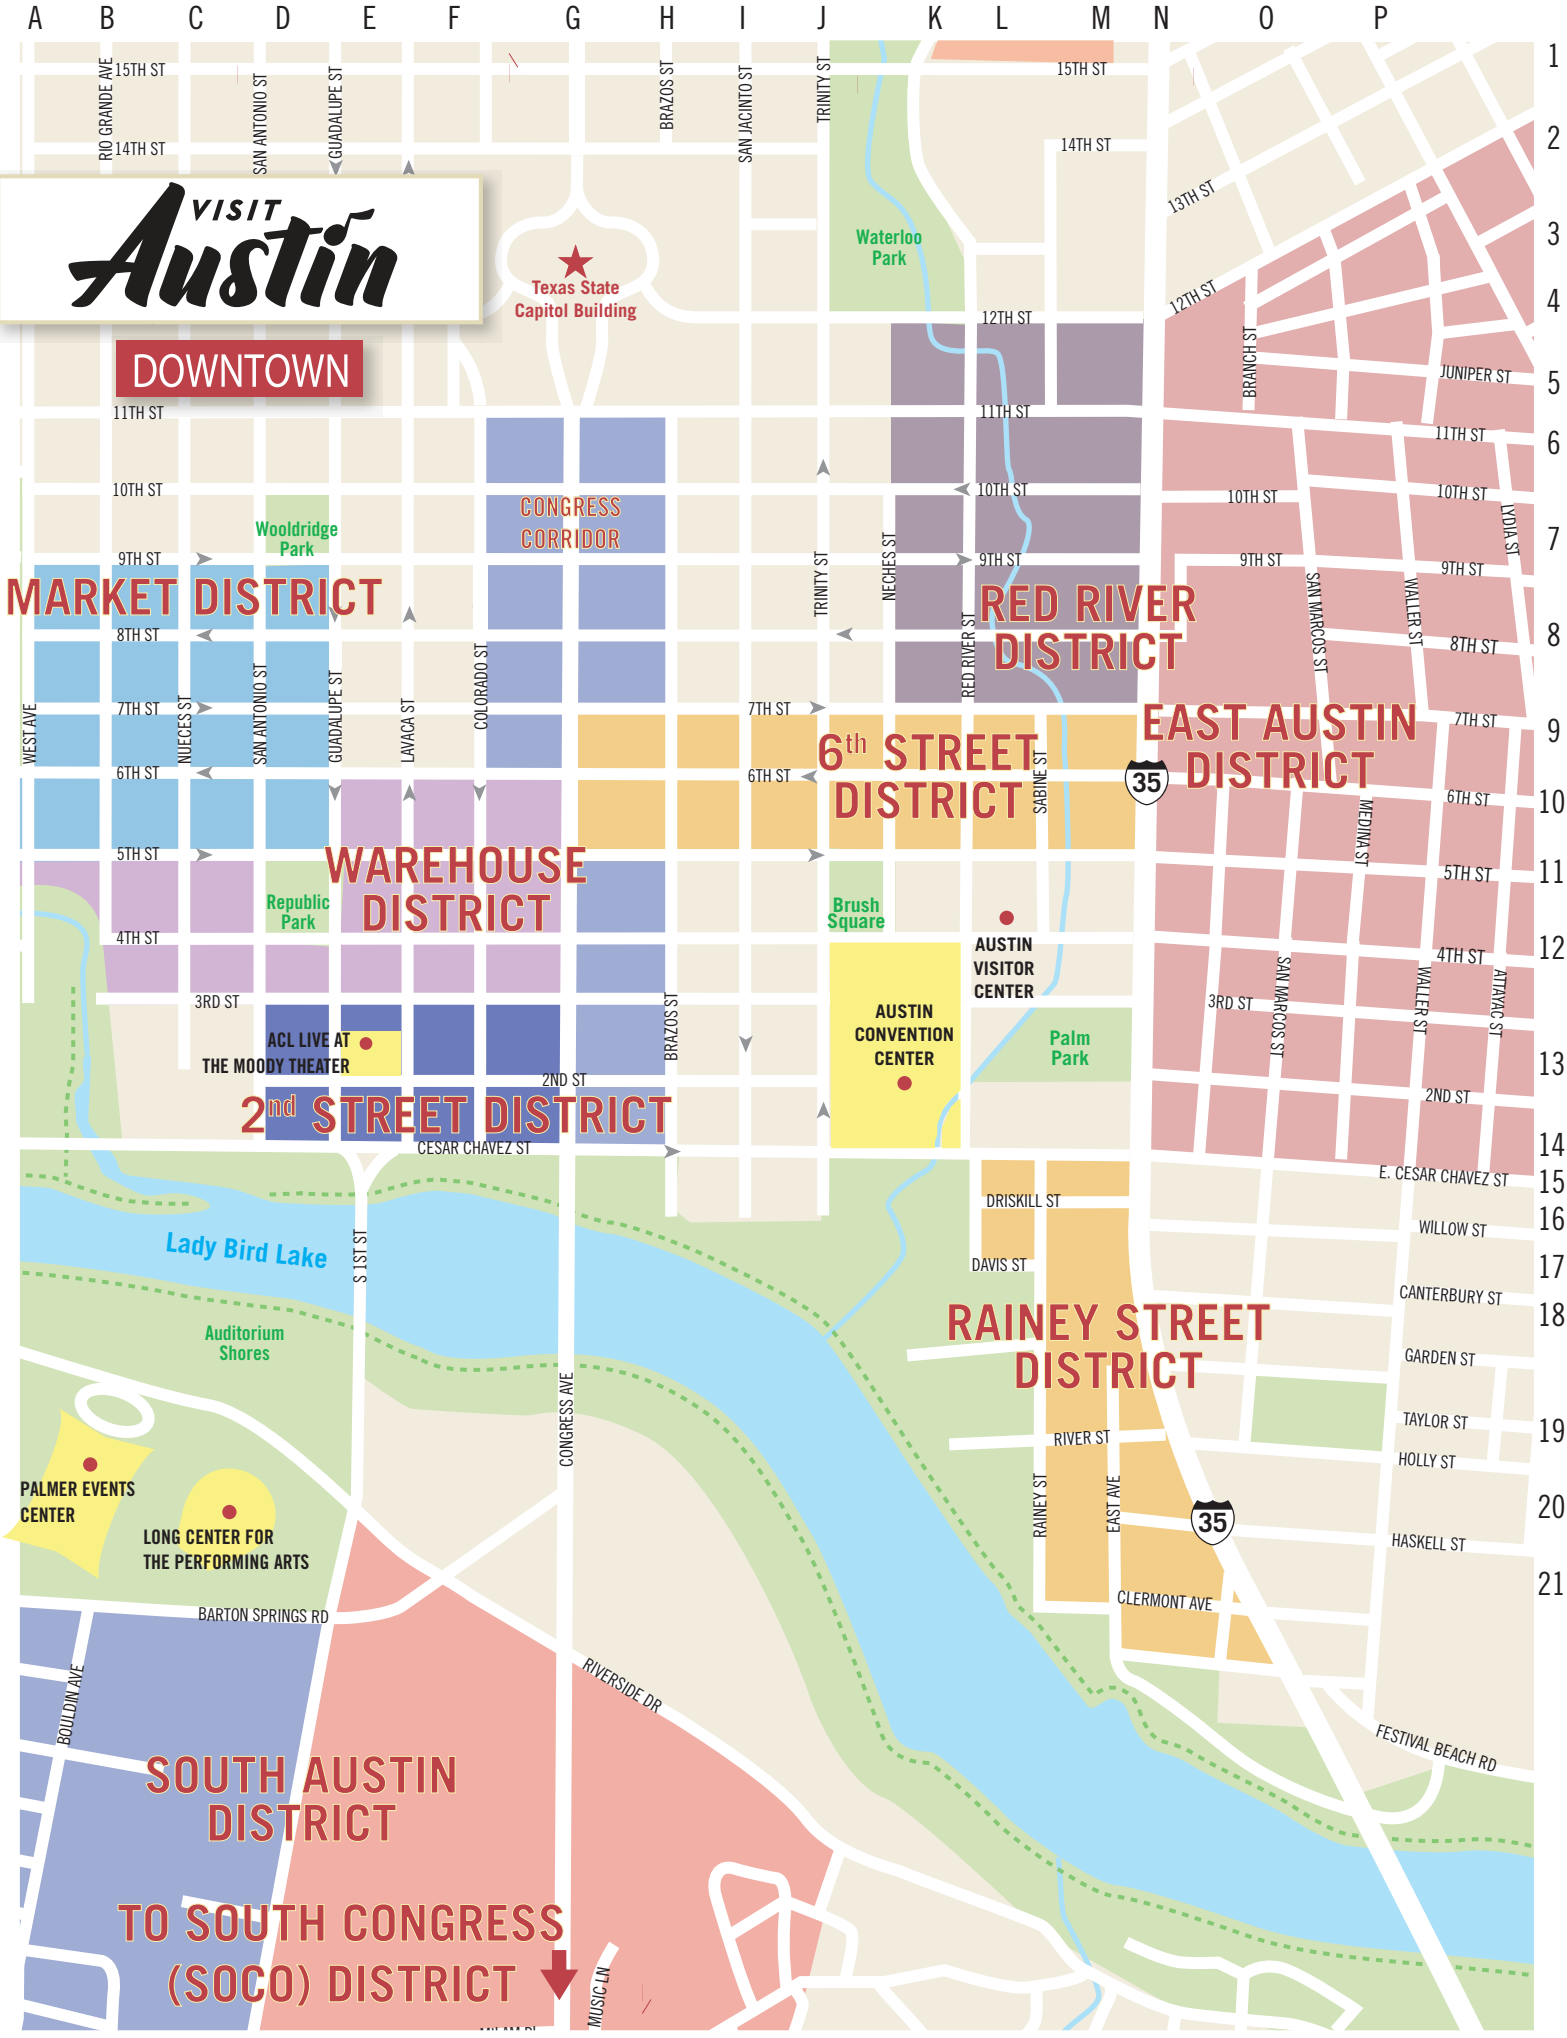 A B C D E F G H I J K L M N O P
1
2
3
4
5
6
7
8
9
10
11
12
13
14
15
16
17
18
19
20
21
VISIT
Austin
DOWNTOWN
15TH ST
15TH ST
14TH ST
14TH ST
RIO GRANDE AVE
SAN ANTONIO ST
GUADALUPE ST
BRAZOS ST
SAN JACINTO ST
TRINITY ST
13TH ST
12TH ST
12TH ST
Waterloo
Park
Texas State
Capitol Building
BRANCH ST
JUNIPER ST
11TH ST
11TH ST
11TH ST
10TH ST
10TH ST
10TH ST
10TH ST
CONGRESS
CORRIDOR
Wooldridge
Park
LYDIA ST
9TH ST
9TH ST
9TH ST
9TH ST
TRINITY ST
NECHES ST
MARKET DISTRICT
RED RIVER
DISTRICT
RED RIVER ST
SAN MARCOS ST
WALLER ST
8TH ST
8TH ST
WEST AVE
NUECES ST
SAN ANTONIO ST
GUADALUPE ST
LAVACA ST
COLORADO ST
7TH ST
7TH ST
7TH ST
EAST AUSTIN
DISTRICT
6th STREET
DISTRICT
SABINE ST
35
6TH ST
6TH ST
6TH ST
MEDINA ST
5TH ST
5TH ST
WAREHOUSE
DISTRICT
Republic
Park
Brush
Square
AUSTIN
VISITOR
CENTER
4TH ST
4TH ST
3RD ST
3RD ST
SAN MARCOS ST
WALLER ST
ATTAYAC ST
BRAZOS ST
AUSTIN
CONVENTION
CENTER
Palm
Park
ACL LIVE AT
THE MOODY THEATER
2ND ST
2ND ST
2nd STREET DISTRICT
CESAR CHAVEZ ST
E. CESAR CHAVEZ ST
DRISKILL ST
WILLOW ST
S 1ST ST
Lady Bird Lake
DAVIS ST
CANTERBURY ST
RAINEY STREET
DISTRICT
Auditorium
Shores
GARDEN ST
CONGRESS AVE
TAYLOR ST
RIVER ST
HOLLY ST
PALMER EVENTS
CENTER
RAINEY ST
EAST AVE
35
LONG CENTER FOR
THE PERFORMING ARTS
HASKELL ST
CLERMONT AVE
BARTON SPRINGS RD
BOULDIN AVE
RIVERSIDE DR
FESTIVAL BEACH RD
SOUTH AUSTIN
DISTRICT
TO SOUTH CONGRESS
(SOCO) DISTRICT
MUSIC LN